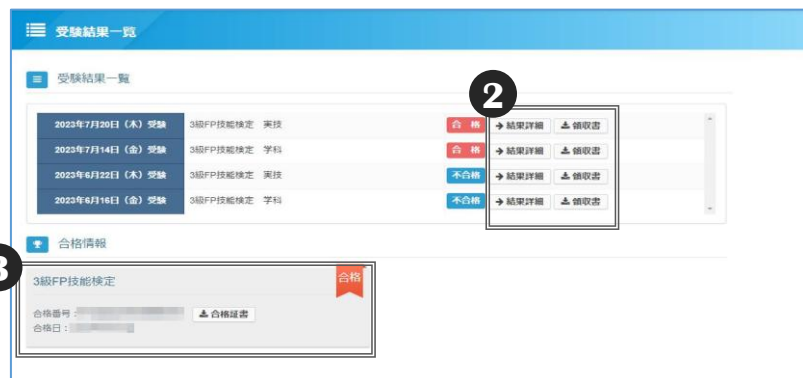 受験結果一覧
受験結果一覧
2
2023年7月20日（木）受験 3級FP技能検定 実技 合 格 結果詳細 領収書
2023年7月14日（金）受験 3級FP技能検定 学科 合 格 結果詳細 領収書
2023年6月22日（木）受験 3級FP技能検定 実技 不合格 結果詳細 領収書
2023年6月16日（金）受験 3級FP技能検定 学科 不合格 結果詳細 領収書
合格情報
3
3級FP技能検定 合格
合格番号： 合格証書
合格日：